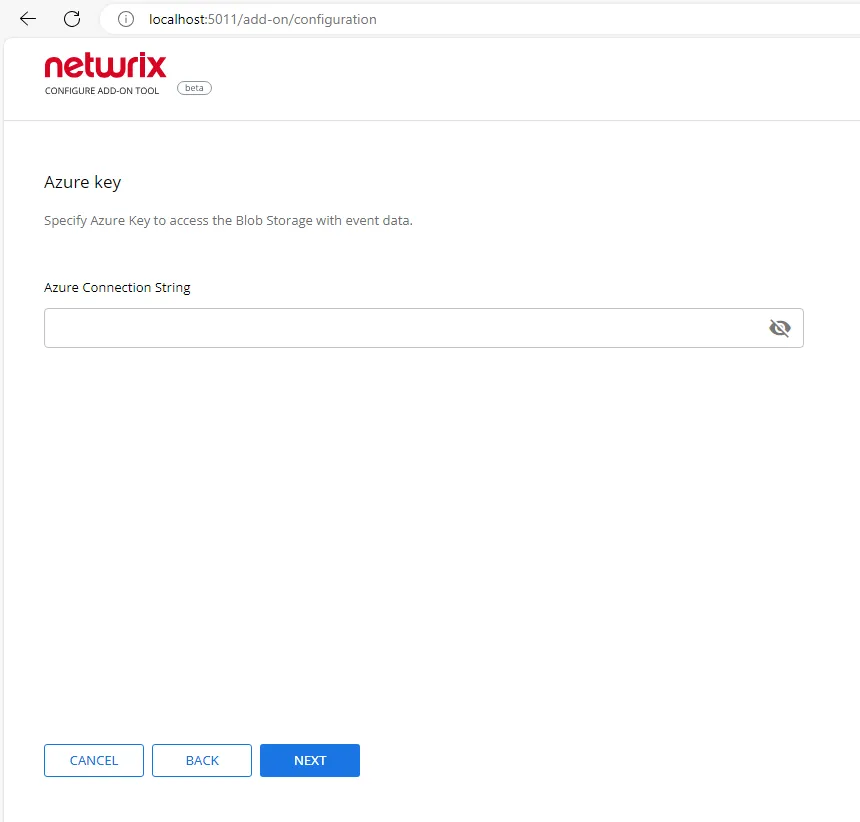 localhost:5011/add-on/configuration
netwrix
CONFIGURE ADD-ON TOOL beta
Azure key
Specify Azure Key to access the Blob Storage with event data.
Azure Connection String
CANCEL BACK NEXT